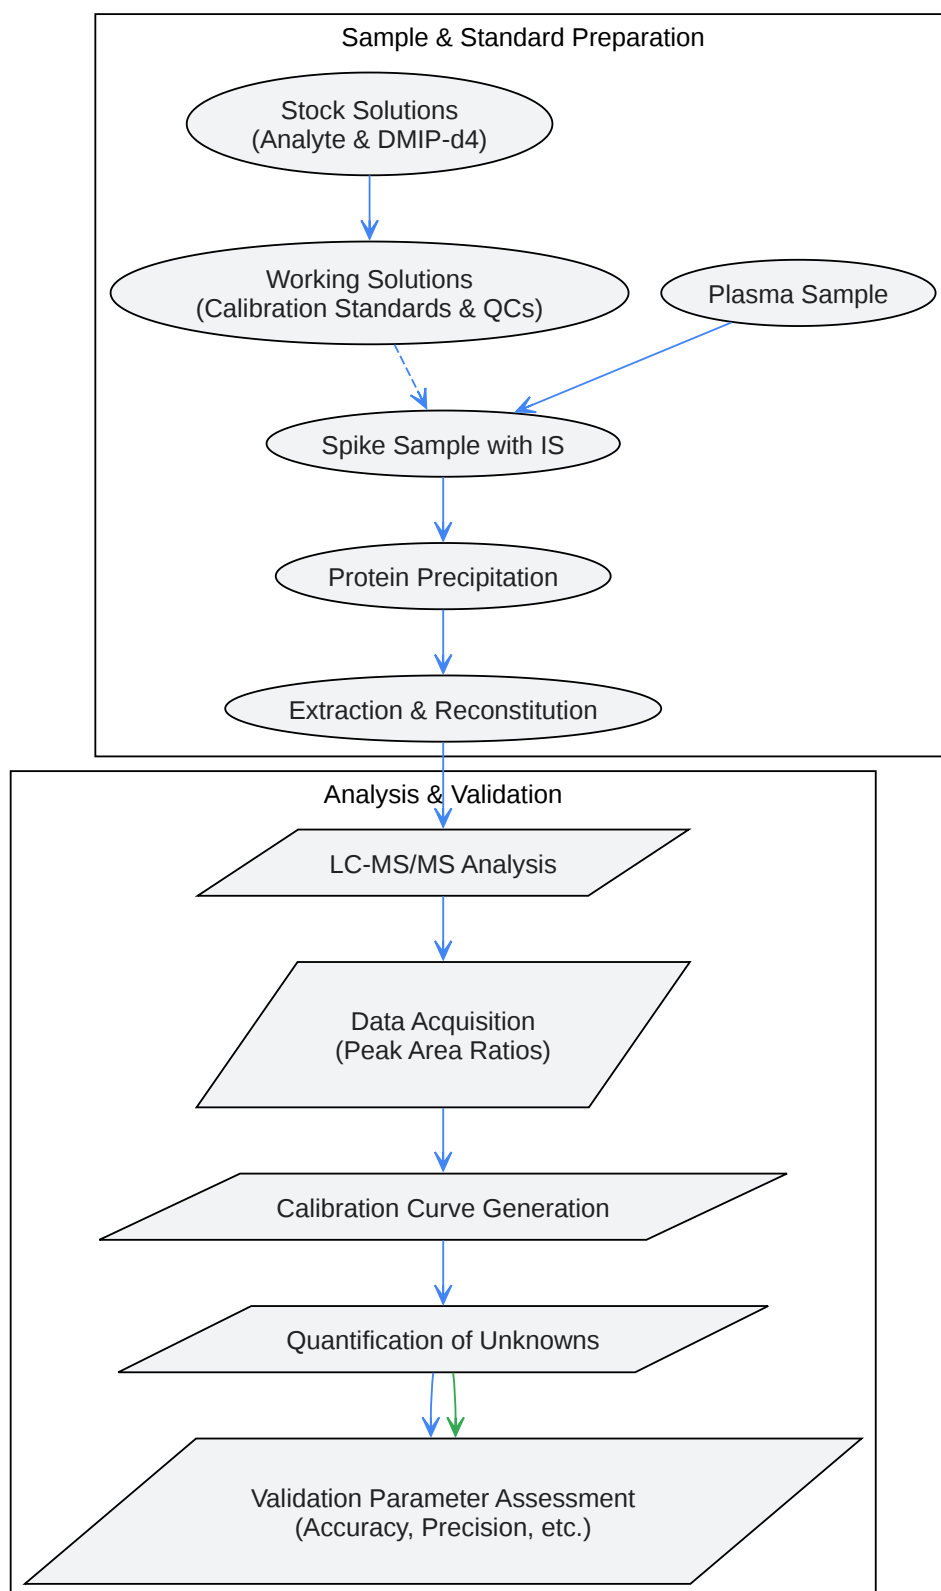 Sample & Standard Preparation
Stock Solutions
(Analyte & DMIP-d4)
Working Solutions
(Calibration Standards & QCs)
Plasma Sample
Spike Sample with IS
Protein Precipitation
Extraction & Reconstitution
Analysis & Validation
LC-MS/MS Analysis
Data Acquisition
(Peak Area Ratios)
Calibration Curve Generation
Quantification of Unknowns
Validation Parameter Assessment
(Accuracy, Precision, etc.)